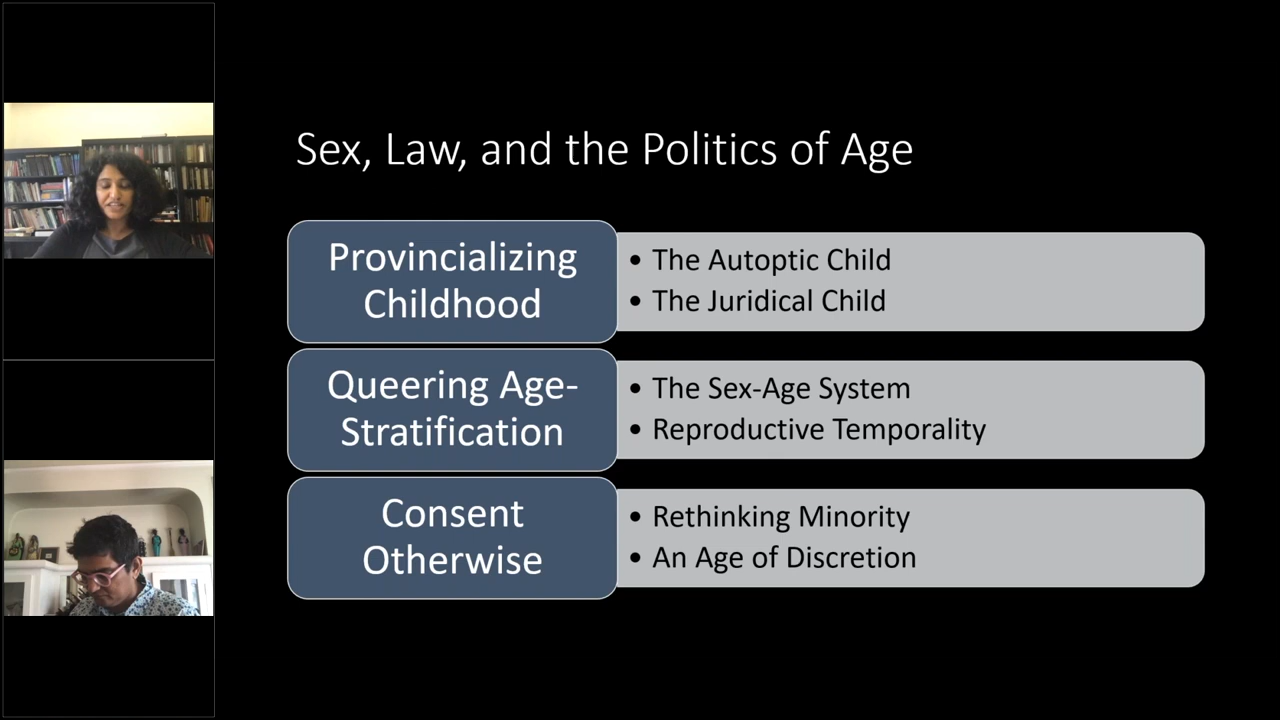 Sex, Law, and the Politics of Age
Provincializing
Childhood
• The Autoptic Child
• The Juridical Child
Queering Age-
Stratification
• The Sex-Age System
• Reproductive Temporality
Consent
Otherwise
• Rethinking Minority
• An Age of Discretion